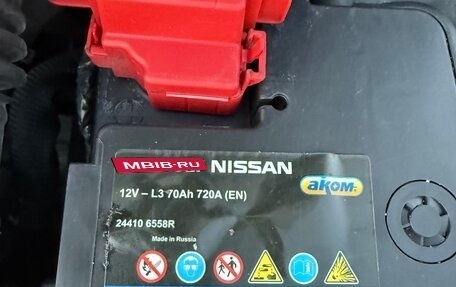 MBIB-RU NISSAN
аком
12V – L3 70Ah 720A (EN)
24410 6558R
Made in Russia